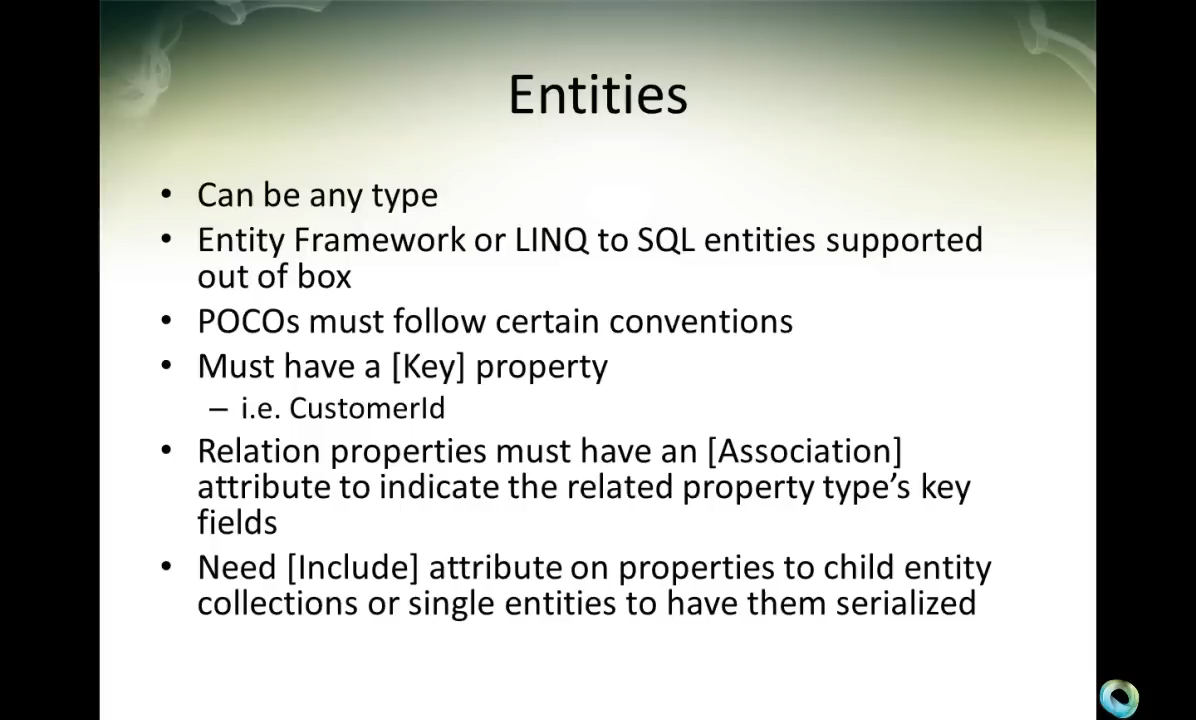 Entities
• Can be any type
• Entity Framework or LINQ to SQL entities supported
out of box
• POCOs must follow certain conventions
• Must have a [Key] property
– i.e. CustomerId
• Relation properties must have an [Association]
attribute to indicate the related property type’s key
fields
• Need [Include] attribute on properties to child entity
collections or single entities to have them serialized